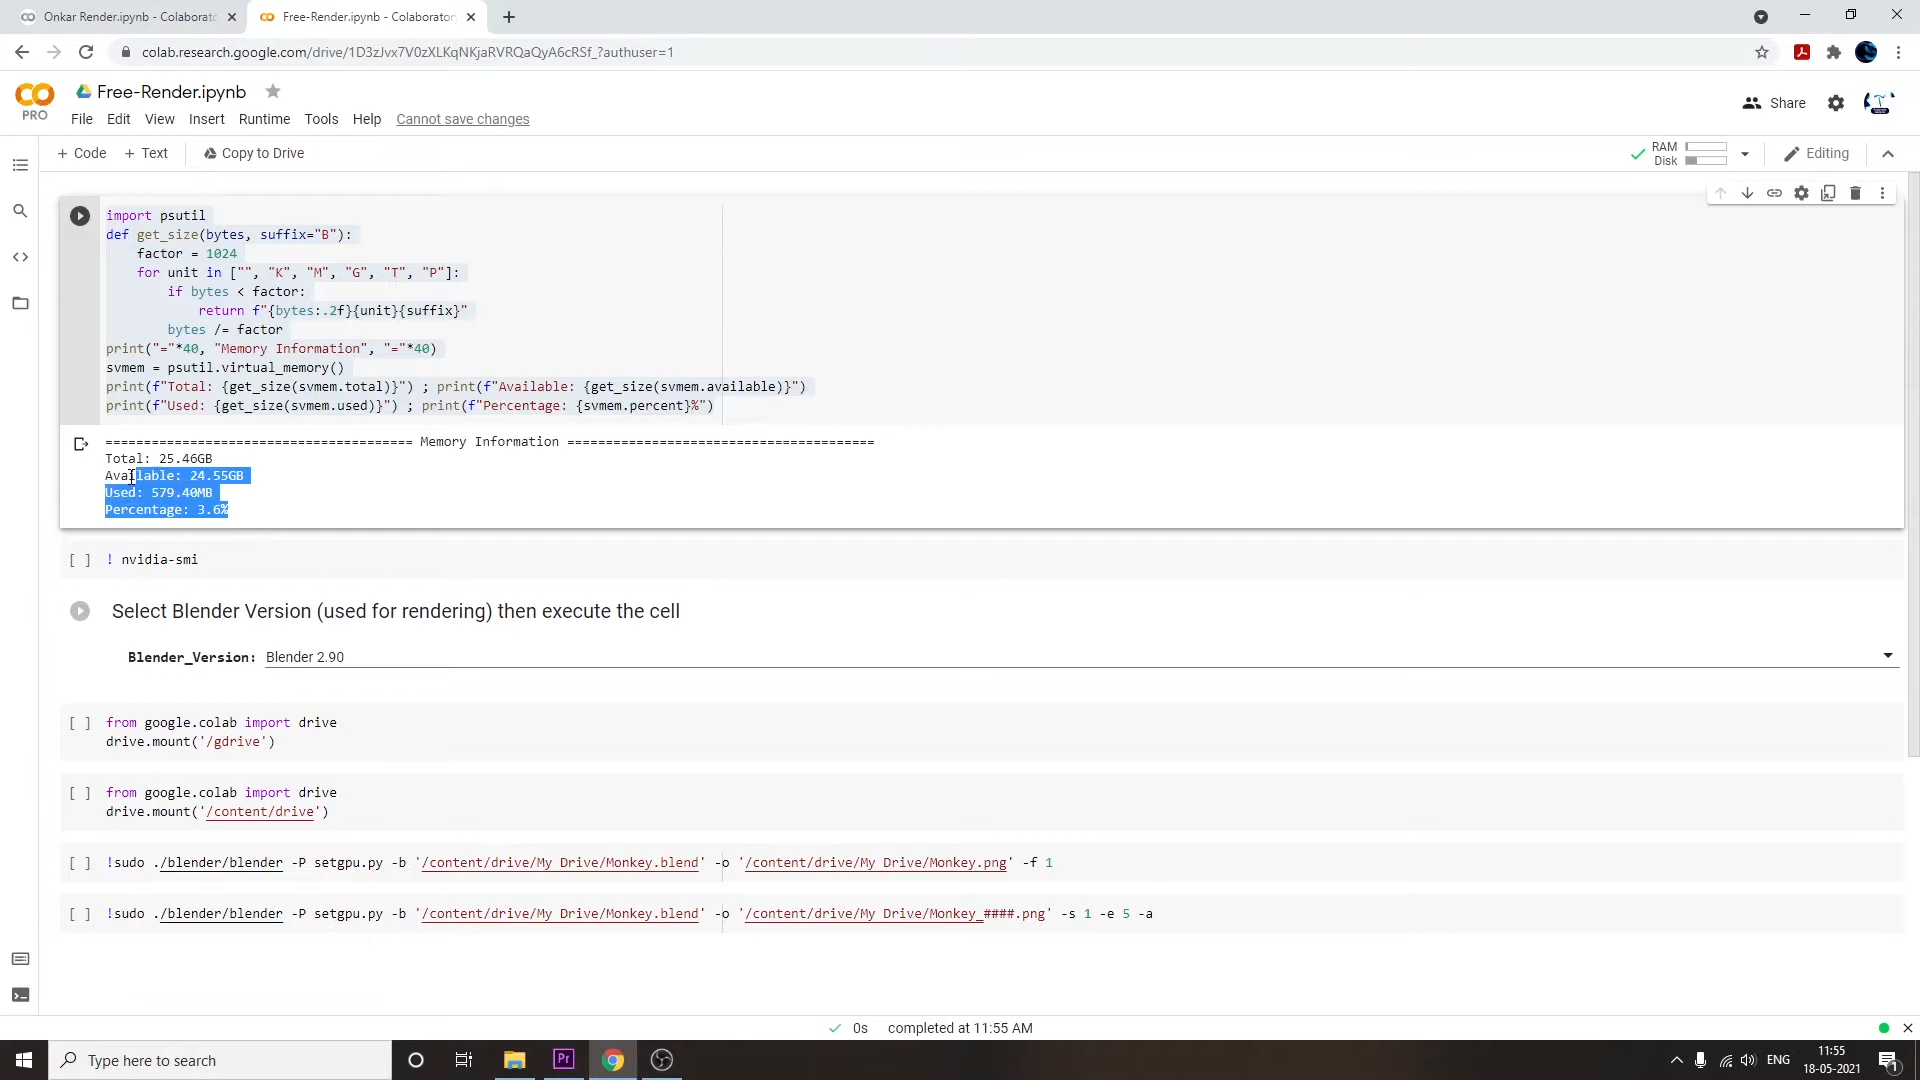 Onkar Render.ipynb - Colaborato
Free-Render.ipynb - Colaboratory
colab.research.google.com/drive/1D3zJvx7V0zXLKqNKjaRVRQaQyA6cRSf_?authuser=1
CO
PRO
Free-Render.ipynb
File Edit View Insert Runtime Tools Help Cannot save changes
Share
+ Code + Text Copy to Drive
RAM
Disk
Editing
import psutil
def get_size(bytes, suffix="B"):
factor = 1024
for unit in ["", "K", "M", "G", "T", "P"]:
if bytes < factor:
return f"{bytes:.2f}{unit}{suffix}"
bytes /= factor
print("="*40, "Memory Information", "="*40)
svmem = psutil.virtual_memory()
print(f"Total: {get_size(svmem.total)}") ; print(f"Available: {get_size(svmem.available)}")
print(f"Used: {get_size(svmem.used)}") ; print(f"Percentage: {svmem.percent}%")
======================================== Memory Information ========================================
Total: 25.46GB
Available: 24.55GB
Used: 579.40MB
Percentage: 3.6%
[ ] ! nvidia-smi
Select Blender Version (used for rendering) then execute the cell
Blender_Version: Blender 2.90
[ ] from google.colab import drive
drive.mount('/gdrive')
[ ] from google.colab import drive
drive.mount('/content/drive')
[ ] !sudo ./blender/blender -P setgpu.py -b '/content/drive/My Drive/Monkey.blend' -o '/content/drive/My Drive/Monkey.png' -f 1
[ ] !sudo ./blender/blender -P setgpu.py -b '/content/drive/My Drive/Monkey.blend' -o '/content/drive/My Drive/Monkey_####.png' -s 1 -e 5 -a
0s completed at 11:55 AM
Type here to search
Pr
ENG
11:55
18-05-2021
1